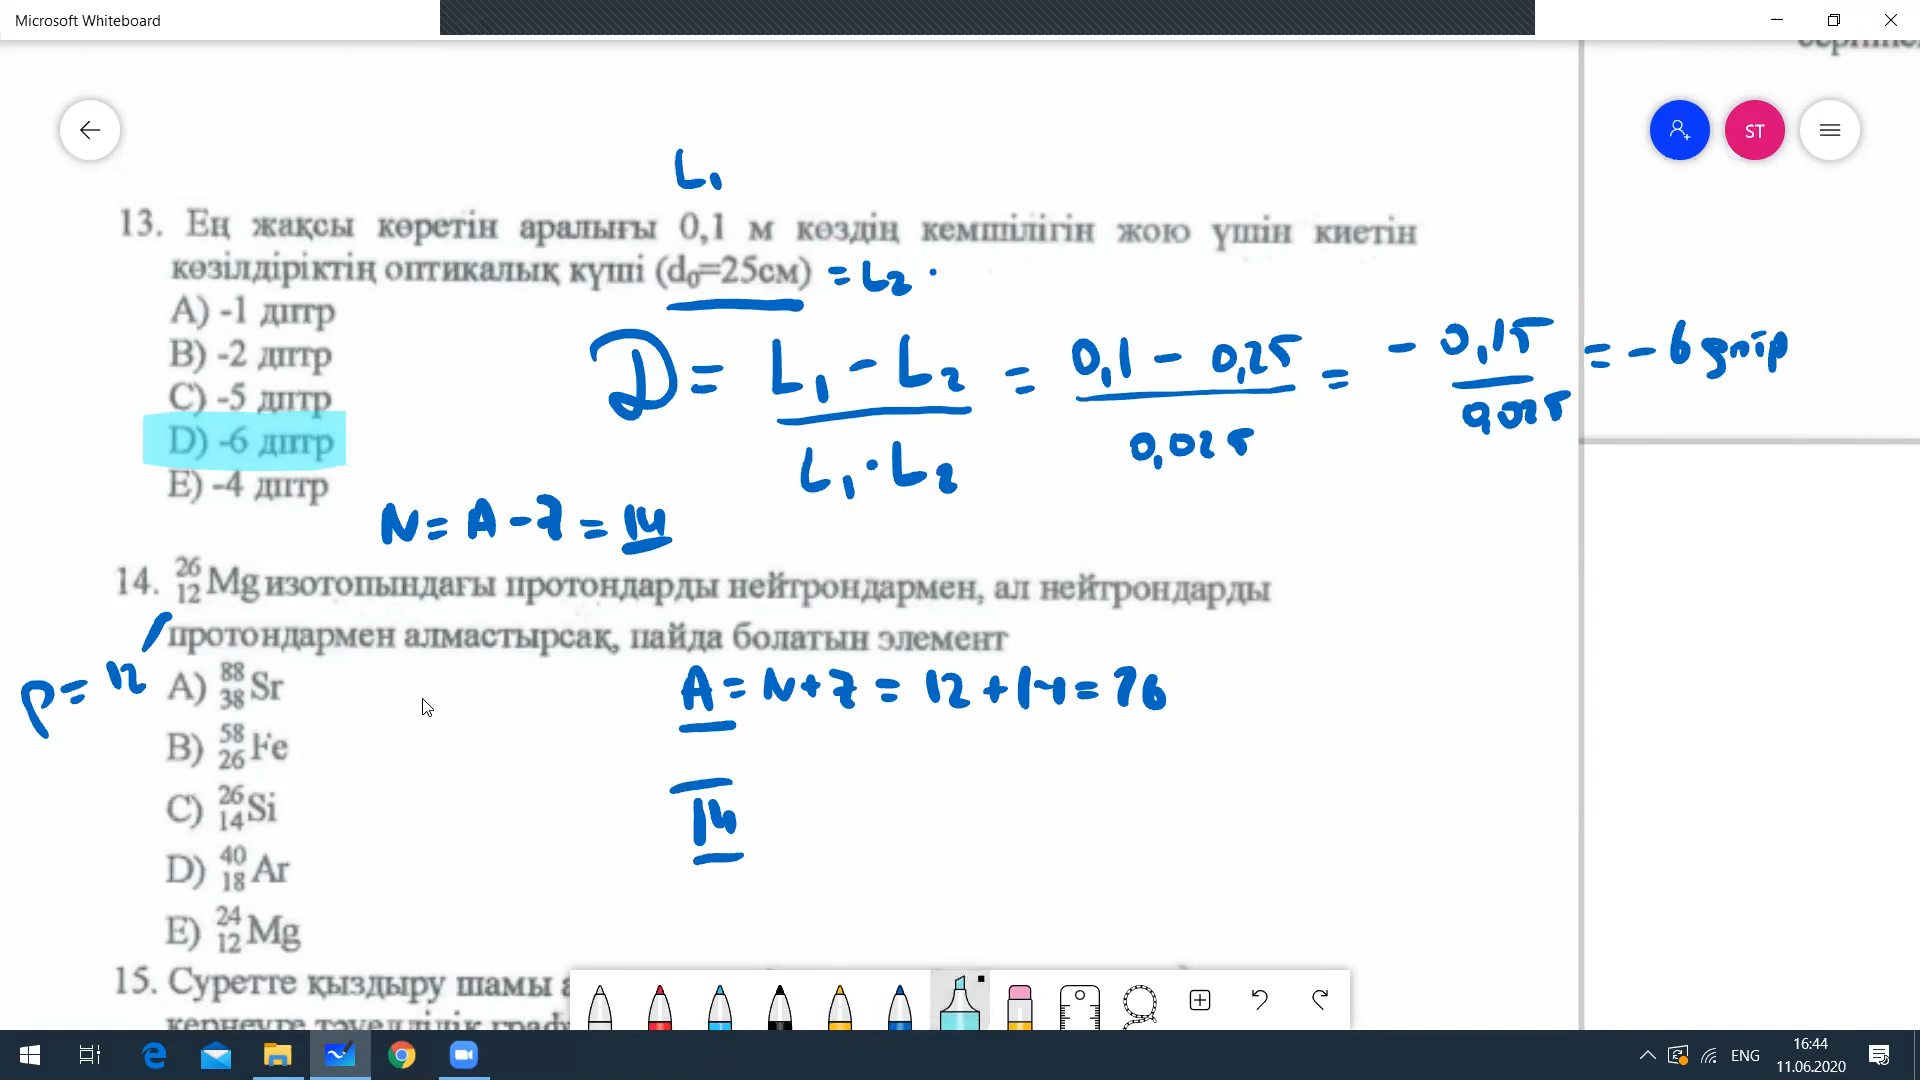 Microsoft Whiteboard
ST
L₁
13. Ең жақсы көретін аралығы 0,1 м көздің кемшілігін жою үшін киетін
көзілдіріктің оптикалық күші (d₀=25см) = L₂
A) -1 дптр
B) -2 дптр
C) -5 дптр
D) -6 дптр
E) -4 дптр
D = (L₁ - L₂) / (L₁ · L₂) = (0,1 - 0,25) / 0,025 = - 0,15 / 0,025 = - 6 дптр
N = A - Z = 14
14. ²⁶₁₂Mg изотопындағы протондарды нейтрондармен, ал нейтрондарды
протондармен алмастырсақ, пайда болатын элемент
p = 12
A) ⁸⁸₃₈Sr
A = N + Z = 12 + 14 = 26
B) ⁵⁸₂₆Fe
C) ²⁶₁₄Si
14
D) ⁴⁰₁₈Ar
E) ²⁴₁₂Mg
15. Суретте қыздыру шамы
кернеуге тәуелділік
ENG
16:44
11.06.2020